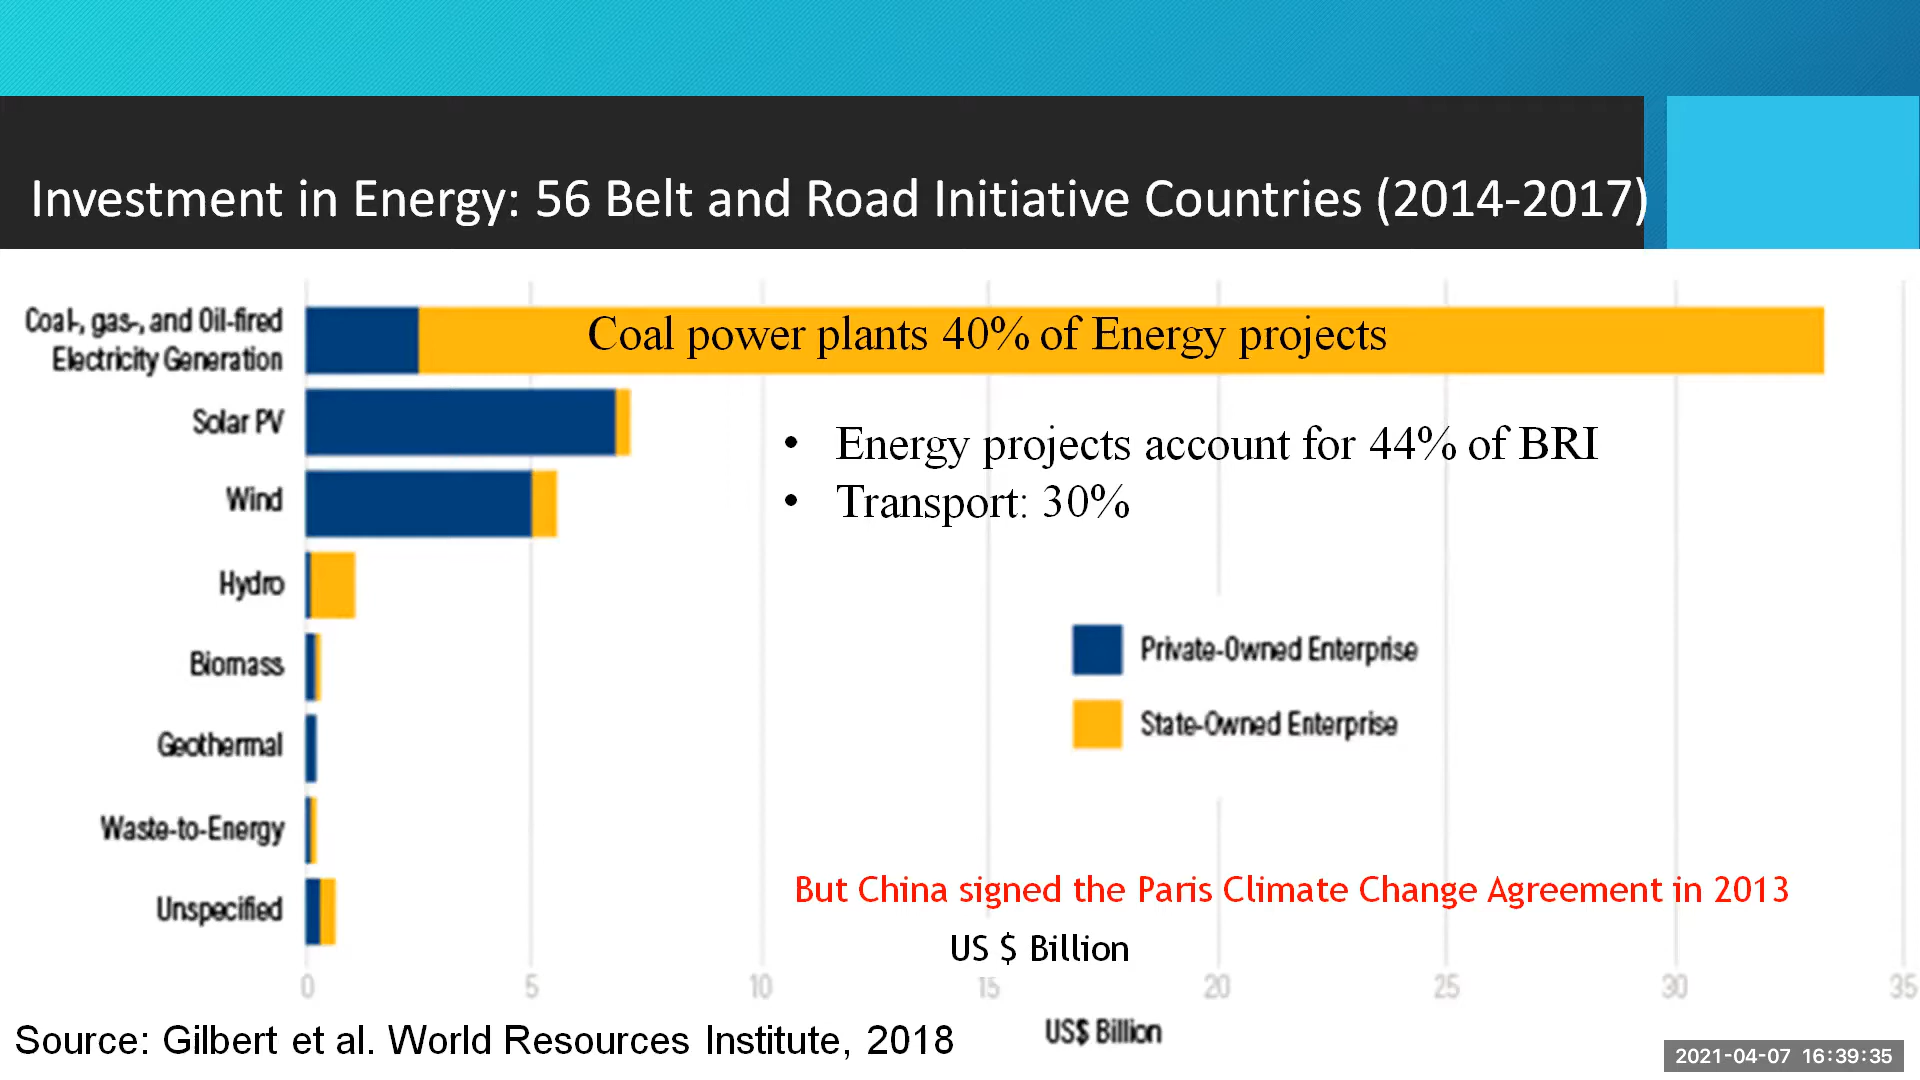 Investment in Energy: 56 Belt and Road Initiative Countries (2014-2017)
Coal-, gas-, and Oil-fired
Electricity Generation
Coal power plants 40% of Energy projects
Solar PV
• Energy projects account for 44% of BRI
• Transport: 30%
Wind
Hydro
Biomass
Private-Owned Enterprise
State-Owned Enterprise
Geothermal
Waste-to-Energy
Unspecified
But China signed the Paris Climate Change Agreement in 2013
US $ Billion
0 5 10 15 20 25 30 35
US$ Billion
Source: Gilbert et al. World Resources Institute, 2018
2021-04-07 16:39:35